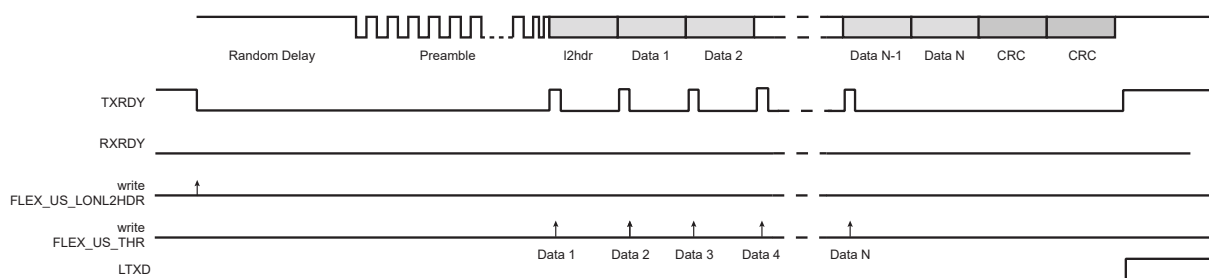 Random Delay Preamble l2hdr Data 1 Data 2 Data N-1 Data N CRC CRC
TXRDY
RXRDY
write
FLEX_US_LONL2HDR
write
FLEX_US_THR
Data 1 Data 2 Data 3 Data 4 Data N
LTXD